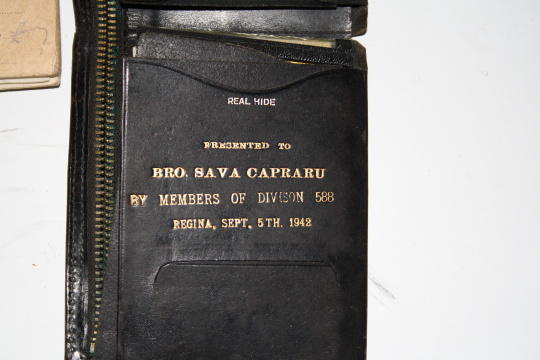 REAL HIDE
PRESENTED TO
BRO. SAVA CAPRARU
BY MEMBERS OF DIVISON 588
REGINA, SEPT, 5TH. 1942